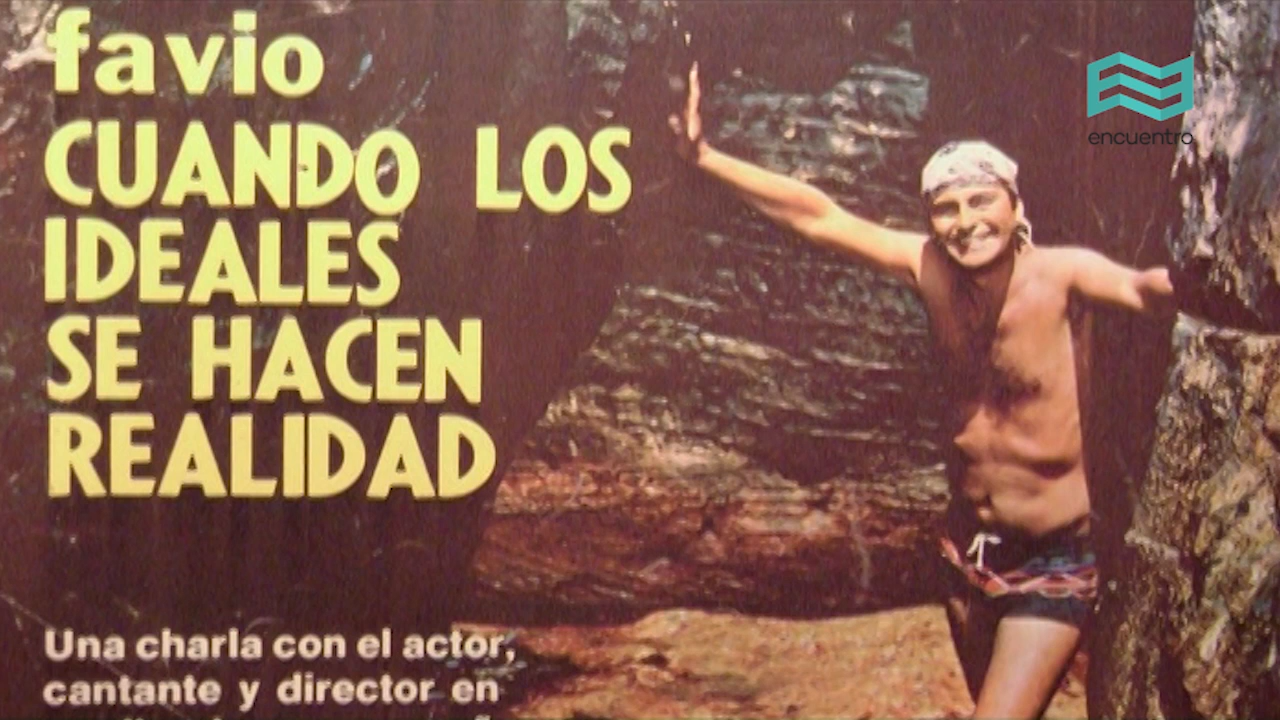 favio
CUANDO LOS
IDEALES
SE HACEN
REALIDAD
Una charla con el actor,
cantante y director en
encuentro